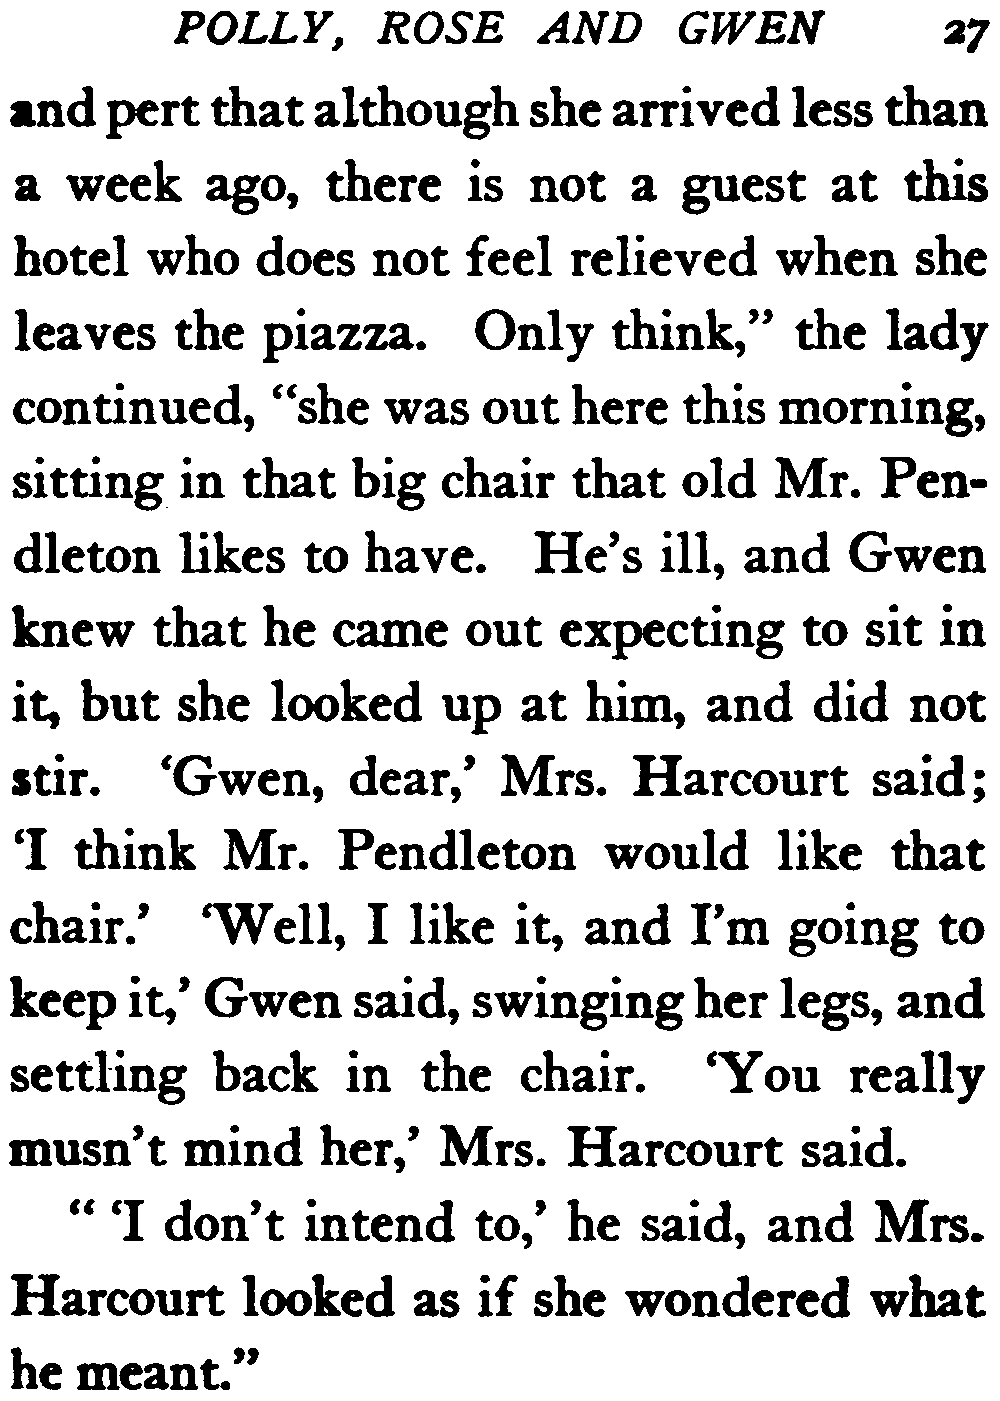 POLLY, ROSE AND GWEN 27
and pert that although she arrived less than
a week ago, there is not a guest at this
hotel who does not feel relieved when she
leaves the piazza. Only think,” the lady
continued, “she was out here this morning,
sitting in that big chair that old Mr. Pen-
dleton likes to have. He’s ill, and Gwen
knew that he came out expecting to sit in
it, but she looked up at him, and did not
stir. ‘Gwen, dear,’ Mrs. Harcourt said;
‘I think Mr. Pendleton would like that
chair.’ ‘Well, I like it, and I’m going to
keep it,’ Gwen said, swinging her legs, and
settling back in the chair. ‘You really
musn’t mind her,’ Mrs. Harcourt said.
“ ‘I don’t intend to,’ he said, and Mrs.
Harcourt looked as if she wondered what
he meant.”